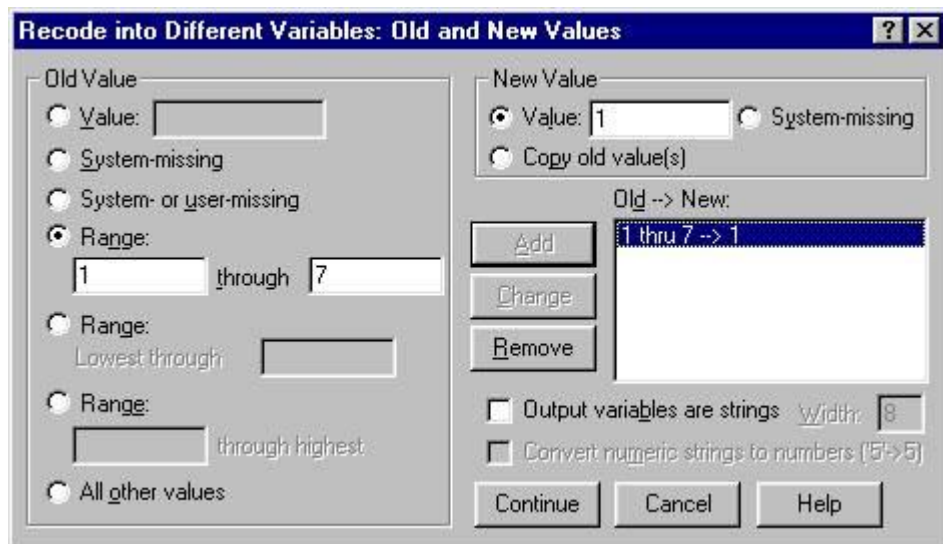 Recode into Different Variables: Old and New Values
Old Value
Value:
System-missing
System- or user-missing
Range:
1 through 7
Range:
Lowest through
Range:
through highest
All other values
New Value
Value: 1 System-missing
Copy old value(s)
Old --> New:
1 thru 7 --> 1
Add
Change
Remove
Output variables are strings Width: 8
Convert numeric strings to numbers ('5'->5)
Continue Cancel Help